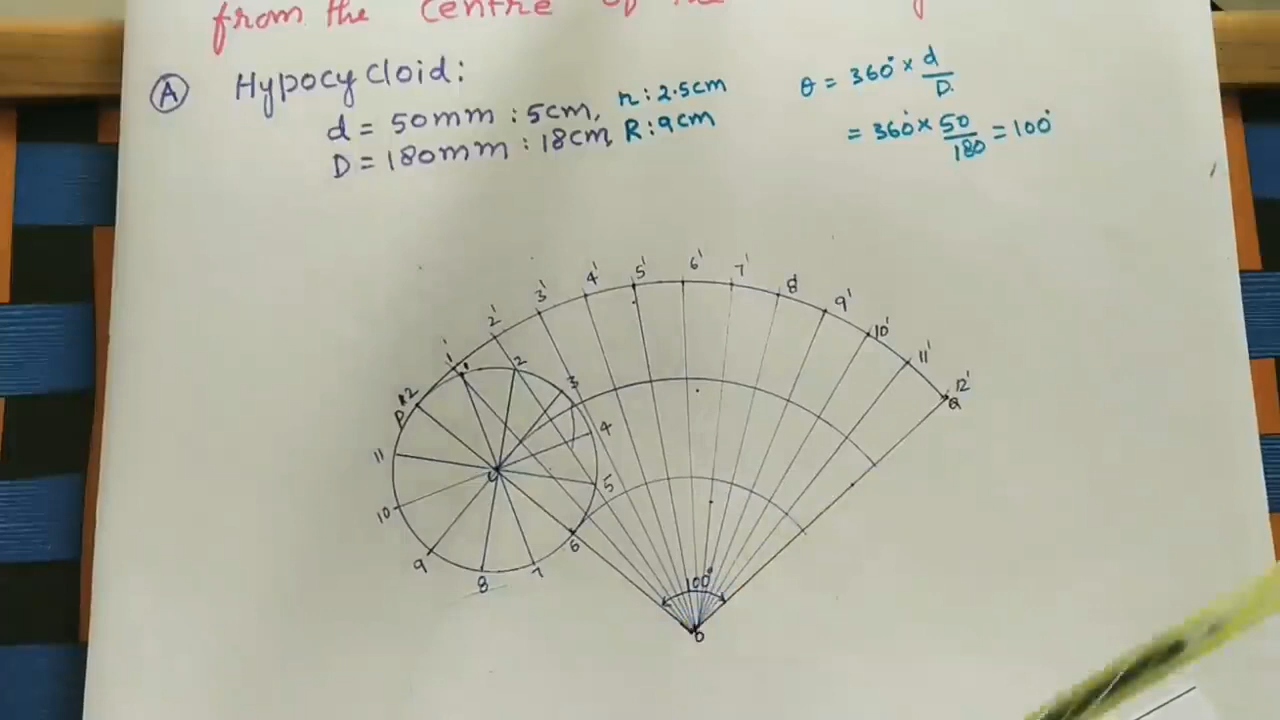 from the Centre of
A Hypocycloid:
d = 50mm : 5cm, r : 2.5cm
D = 180mm : 18cm R : 9cm
θ = 360° × d/D.
= 360° × 50/180 = 100°
1' 2' 3' 4' 5' 6' 7' 8' 9' 10' 11' 12'
P 12 1 2 3 4 5 6 7 8 9 10 11
C
Q
100°
O